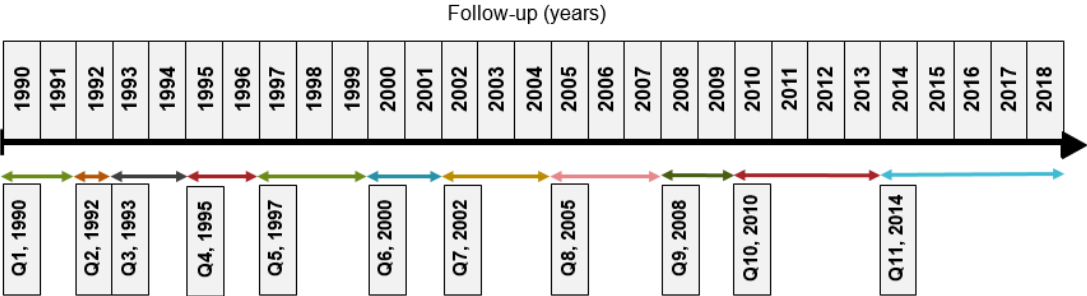 Follow-up (years)
1990
1991
1992
1993
1994
1995
1996
1997
1998
1999
2000
2001
2002
2003
2004
2005
2006
2007
2008
2009
2010
2011
2012
2013
2014
2015
2016
2017
2018
Q1, 1990
Q2, 1992
Q3, 1993
Q4, 1995
Q5, 1997
Q6, 2000
Q7, 2002
Q8, 2005
Q9, 2008
Q10, 2010
Q11, 2014